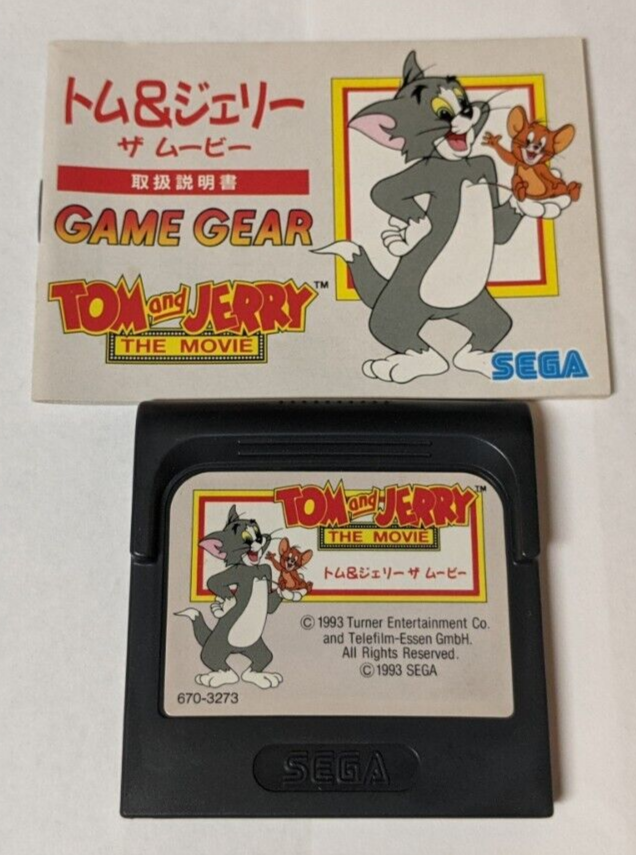 トム&ジェリー
ザ ムービー
取扱説明書
GAME GEAR
TOM and JERRY™
THE MOVIE
SEGA
TOM and JERRY™
THE MOVIE
トム&ジェリー ザ ムービー
© 1993 Turner Entertainment Co.
and Telefilm-Essen GmbH.
All Rights Reserved.
© 1993 SEGA
670-3273
SEGA